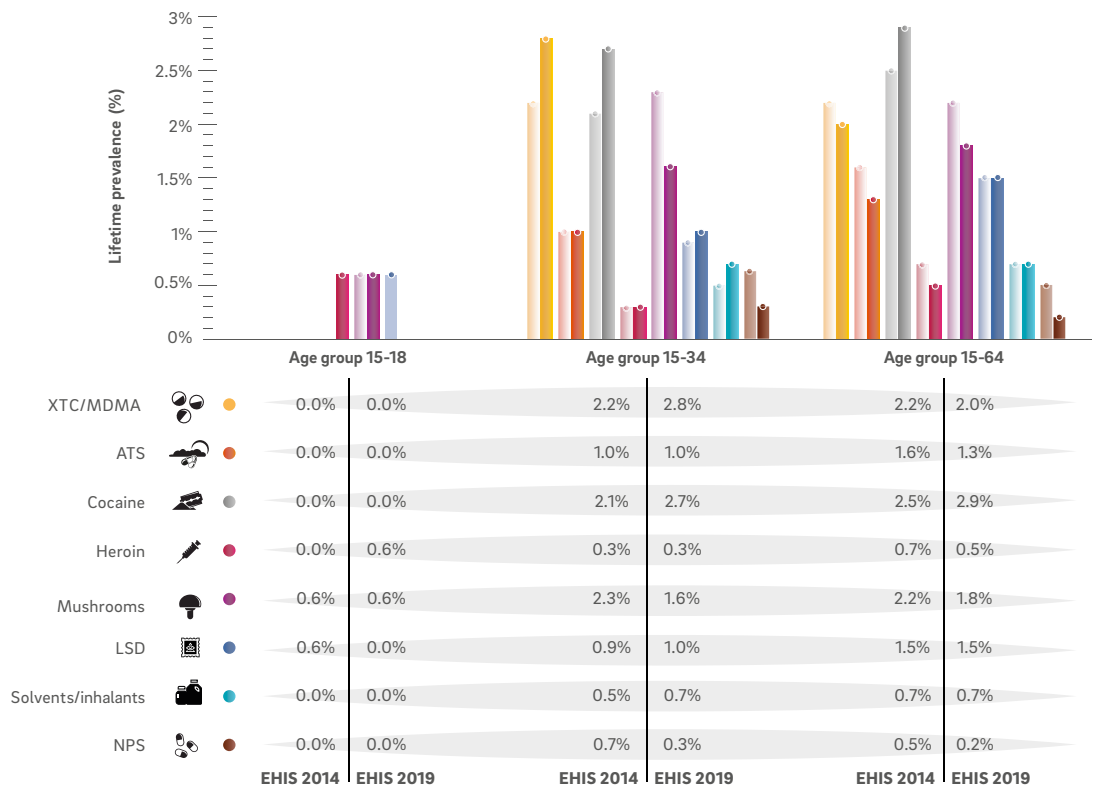 3%
2.5%
2%
1.5%
1%
0.5%
0%
Lifetime prevalence (%)
Age group 15-18 Age group 15-34 Age group 15-64
XTC/MDMA 0.0% 0.0% 2.2% 2.8% 2.2% 2.0%
ATS 0.0% 0.0% 1.0% 1.0% 1.6% 1.3%
Cocaine 0.0% 0.0% 2.1% 2.7% 2.5% 2.9%
Heroin 0.0% 0.6% 0.3% 0.3% 0.7% 0.5%
Mushrooms 0.6% 0.6% 2.3% 1.6% 2.2% 1.8%
LSD 0.6% 0.0% 0.9% 1.0% 1.5% 1.5%
Solvents/inhalants 0.0% 0.0% 0.5% 0.7% 0.7% 0.7%
NPS 0.0% 0.0% 0.7% 0.3% 0.5% 0.2%
EHIS 2014 EHIS 2019 EHIS 2014 EHIS 2019 EHIS 2014 EHIS 2019